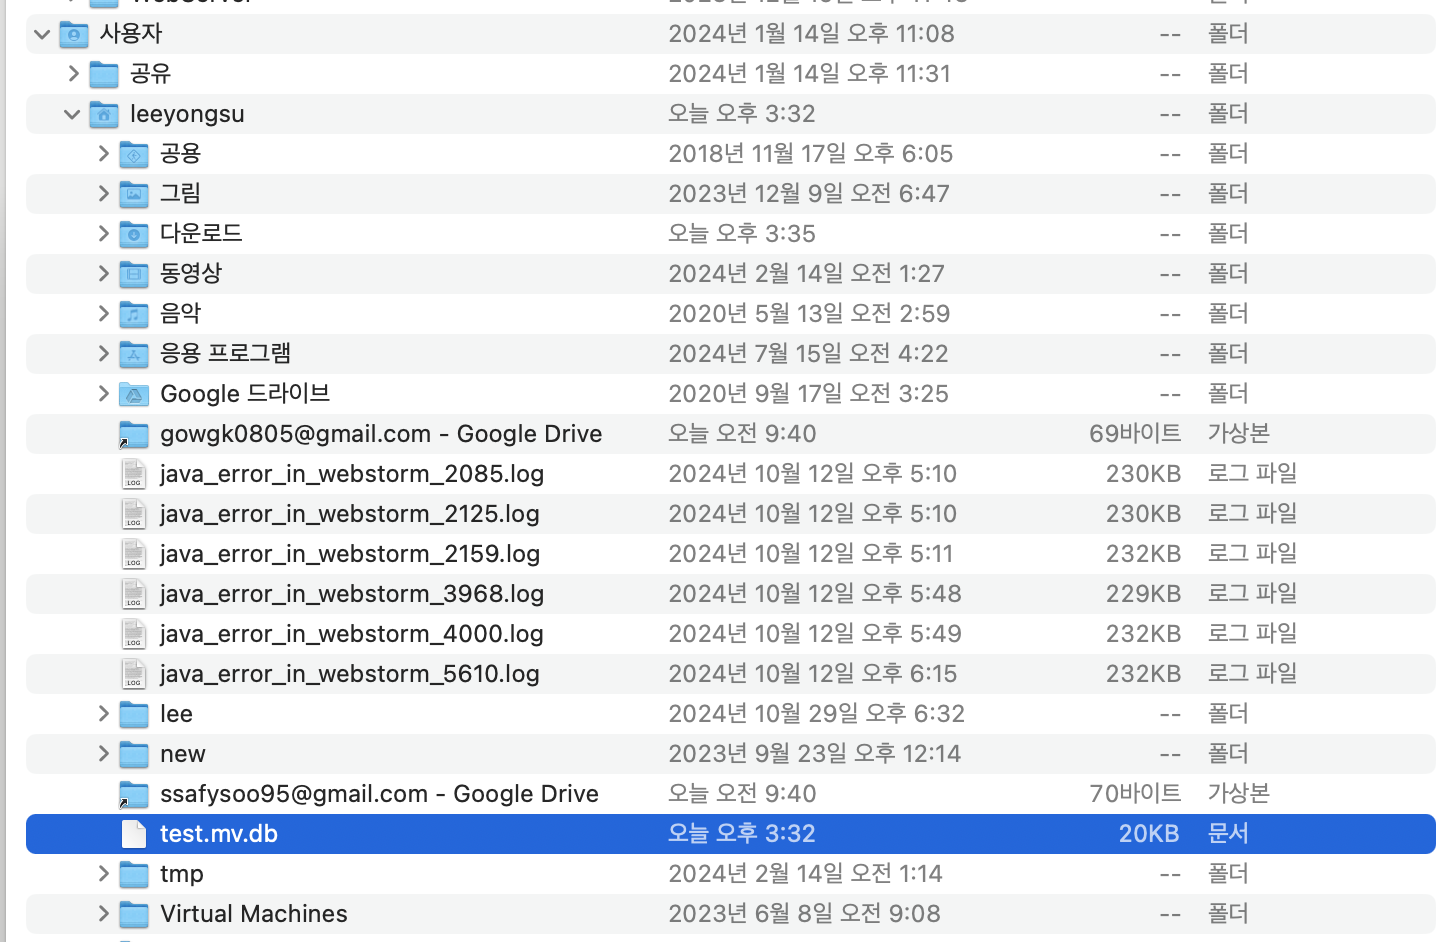 사용자 2024년 1월 14일 오후 11:08 -- 폴더
공유 2024년 1월 14일 오후 11:31 -- 폴더
leeyongsu 오늘 오후 3:32 -- 폴더
공용 2018년 11월 17일 오후 6:05 -- 폴더
그림 2023년 12월 9일 오전 6:47 -- 폴더
다운로드 오늘 오후 3:35 -- 폴더
동영상 2024년 2월 14일 오전 1:27 -- 폴더
음악 2020년 5월 13일 오전 2:59 -- 폴더
응용 프로그램 2024년 7월 15일 오전 4:22 -- 폴더
Google 드라이브 2020년 9월 17일 오전 3:25 -- 폴더
gowgk0805@gmail.com - Google Drive 오늘 오전 9:40 69바이트 가상본
java_error_in_webstorm_2085.log 2024년 10월 12일 오후 5:10 230KB 로그 파일
java_error_in_webstorm_2125.log 2024년 10월 12일 오후 5:10 230KB 로그 파일
java_error_in_webstorm_2159.log 2024년 10월 12일 오후 5:11 232KB 로그 파일
java_error_in_webstorm_3968.log 2024년 10월 12일 오후 5:48 229KB 로그 파일
java_error_in_webstorm_4000.log 2024년 10월 12일 오후 5:49 232KB 로그 파일
java_error_in_webstorm_5610.log 2024년 10월 12일 오후 6:15 232KB 로그 파일
lee 2024년 10월 29일 오후 6:32 -- 폴더
new 2023년 9월 23일 오후 12:14 -- 폴더
ssafysoo95@gmail.com - Google Drive 오늘 오전 9:40 70바이트 가상본
test.mv.db 오늘 오후 3:32 20KB 문서
tmp 2024년 2월 14일 오전 1:14 -- 폴더
Virtual Machines 2023년 6월 8일 오전 9:08 -- 폴더